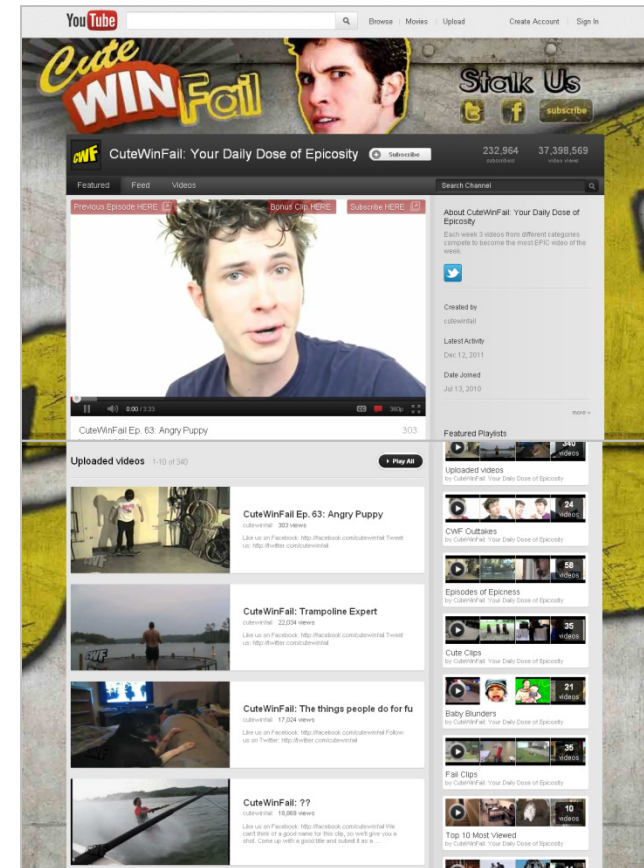 YouTube
Browse Movies Upload Create Account Sign In
Cute
WIN Fail
Stalk Us
subscribe
CWF CuteWinFail: Your Daily Dose of Epicosity Subscribe
232,964 37,398,569
subscribers video views
Featured Feed Videos Search Channel
Previous Episode HERE Bonus Clip HERE Subscribe HERE
About CuteWinFail: Your Daily Dose of
Epicosity
Each week 3 videos from different categories
compete to become the most EPIC video of the
week.
Created by
cutewinfail
Latest Activity
Dec 12, 2011
Date Joined
Jul 13, 2010
more
0:00 / 3:33 CC 360p
CuteWinFail Ep. 63: Angry Puppy 303
Featured Playlists
Uploaded videos 1-10 of 340 Play All
CuteWinFail Ep. 63: Angry Puppy
cutewinfail 303 views
Like us on Facebook: http://facebook.com/cutewinfail Tweet
us: http://twitter.com/cutewinfail
CWF
CuteWinFail: Trampoline Expert
cutewinfail 22,034 views
Like us on Facebook: http://facebook.com/cutewinfail Tweet
us: http://twitter.com/cutewinfail
CWF
CuteWinFail: The things people do for fu
cutewinfail 17,024 views
Like us on Facebook: http://facebook.com/cutewinfail Follow
us on Twitter: http://twitter.com/cutewinfail
CuteWinFail: ??
cutewinfail 18,069 views
Like us on Facebook: http://facebook.com/cutewinfail We
can't think of a good name for this clip, so we'll give you a
shot. Come up with a good title and submit it as a ...
340
videos
Uploaded videos
by CuteWinFail: Your Daily Dose of Epicosity
24
videos
CWF Outtakes
by CuteWinFail: Your Daily Dose of Epicosity
58
videos
Episodes of Epicness
by CuteWinFail: Your Daily Dose of Epicosity
35
videos
Cute Clips
by CuteWinFail: Your Daily Dose of Epicosity
21
videos
Baby Blunders
by CuteWinFail: Your Daily Dose of Epicosity
35
videos
Fail Clips
by CuteWinFail: Your Daily Dose of Epicosity
10
videos
Top 10 Most Viewed
by CuteWinFail: Your Daily Dose of Epicosity